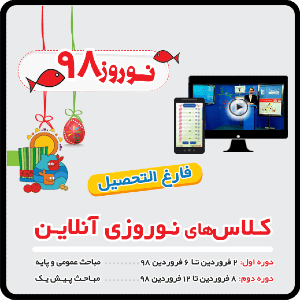 نوروز ۹۸
فارغ التحصیل
کلاس‌های نوروزی آنلاین
دوره اول: ۲ فروردین تا ۶ فروردین ۹۸ ........ مباحث عمومی و پایه
دوره دوم: ۸ فروردین تا ۱۲ فروردین ۹۸ ........ مباحث پیش یک